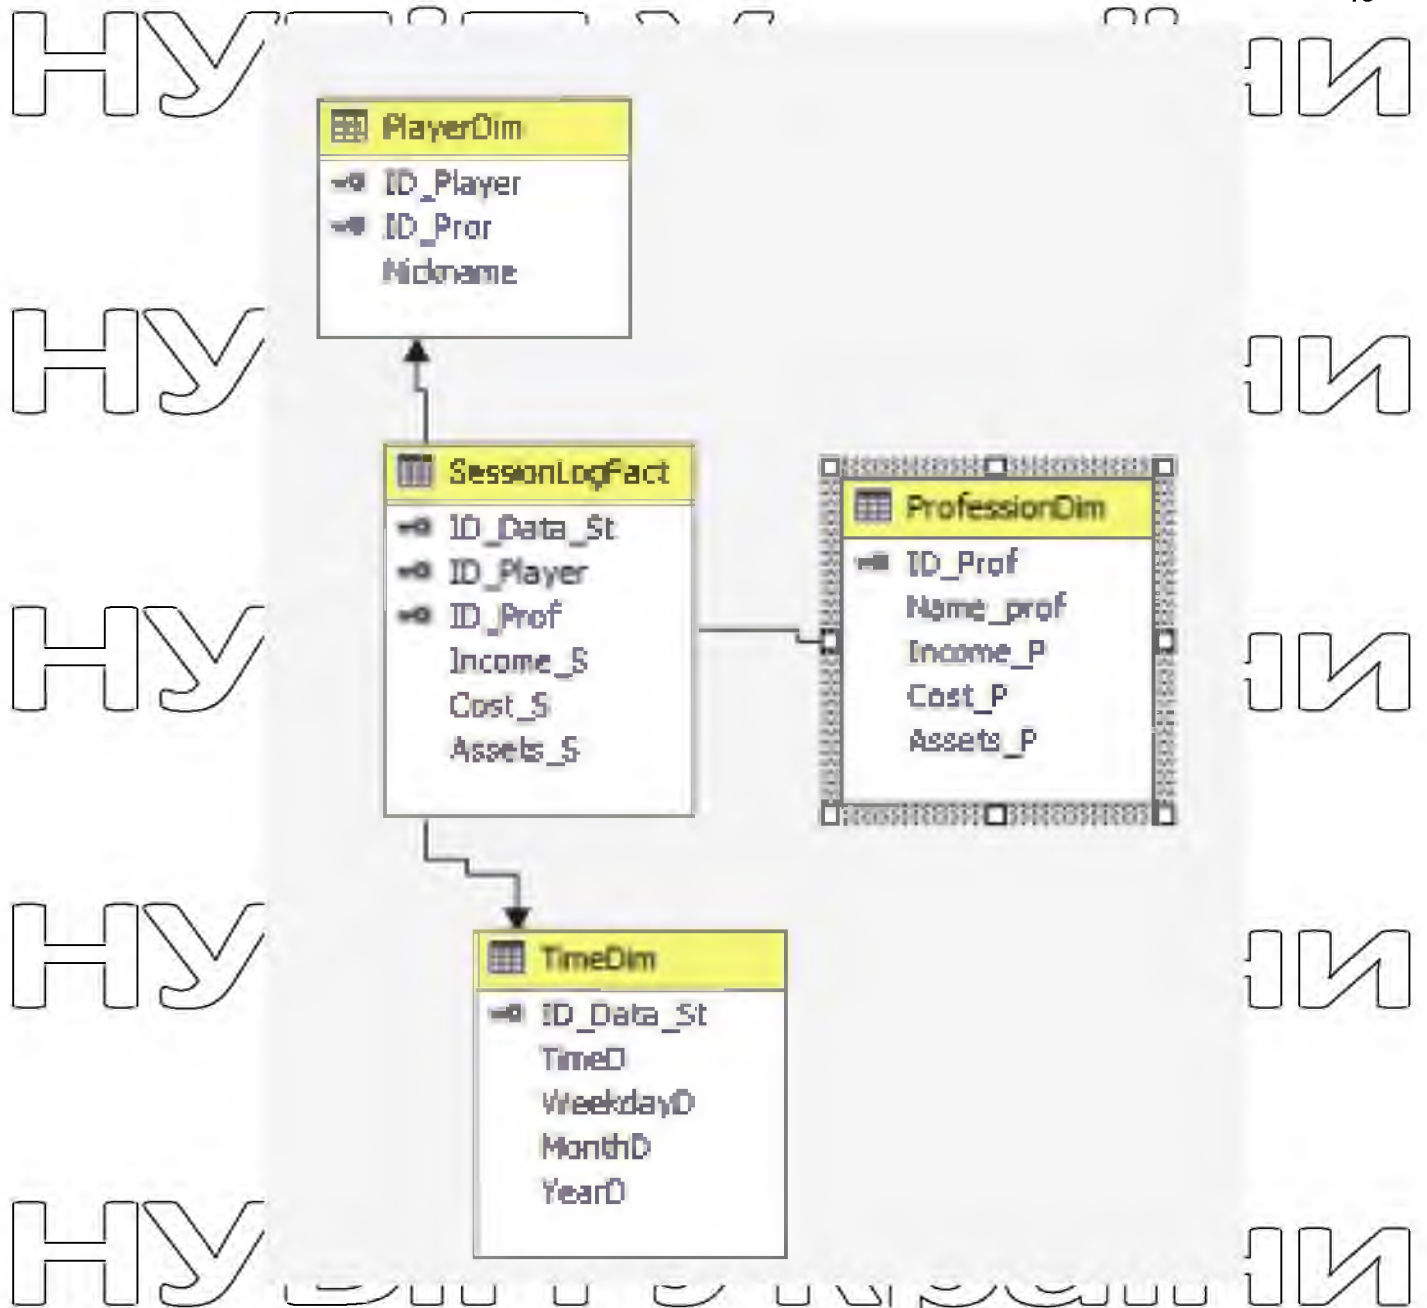 PlayerDim
ID_Player
ID_Pror
Nickname
SessionLogFact
ID_Data_St
ID_Player
ID_Prof
Income_S
Cost_S
Assets_S
ProfessionDim
ID_Prof
Name_prof
Income_P
Cost_P
Assets_P
TimeDim
ID_Data_St
TimeD
WeekdayD
MonthD
YearD